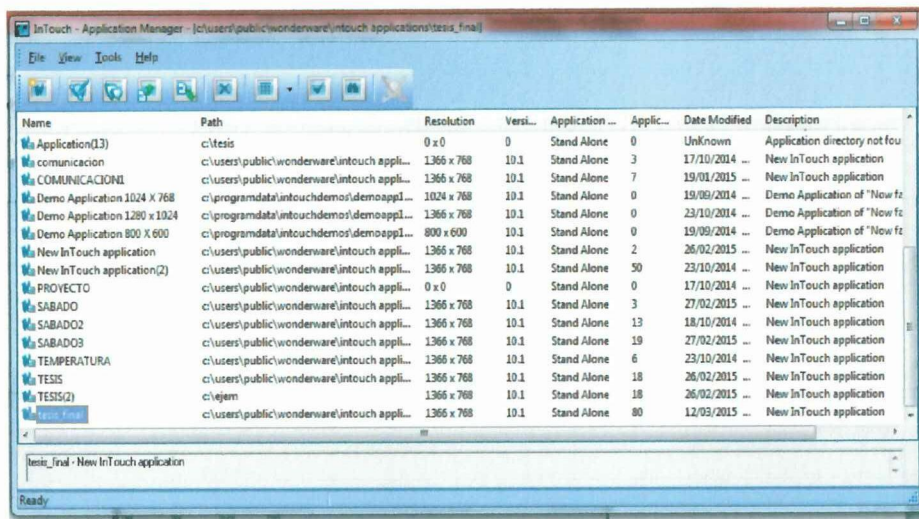 InTouch - Application Manager - [c:\users\public\wonderware\intouch applications\tesis_final]
File View Tools Help
Name Path Resolution Versi... Application ... Applic... Date Modified Description
Application(13) c:\tesis 0 x 0 0 Stand Alone 0 UnKnown Application directory not fou
comunicacion c:\users\public\wonderware\intouch appli... 1366 x 768 10.1 Stand Alone 3 17/10/2014 ... New InTouch application
COMUNICACION1 c:\users\public\wonderware\intouch appli... 1366 x 768 10.1 Stand Alone 7 19/01/2015 ... New InTouch application
Demo Application 1024 X 768 c:\programdata\intouchdemos\demoapp1... 1024 x 768 10.1 Stand Alone 0 19/09/2014 ... Demo Application of "Now fa
Demo Application 1280 x 1024 c:\programdata\intouchdemos\demoapp1... 1366 x 768 10.1 Stand Alone 0 23/10/2014 ... Demo Application of "Now fa
Demo Application 800 X 600 c:\programdata\intouchdemos\demoapp1... 800 x 600 10.1 Stand Alone 0 19/09/2014 ... Demo Application of "Now fa
New InTouch application c:\users\public\wonderware\intouch appli... 1366 x 768 10.1 Stand Alone 2 26/02/2015 ... New InTouch application
New InTouch application(2) c:\users\public\wonderware\intouch appli... 1366 x 768 10.1 Stand Alone 50 23/10/2014 ... New InTouch application
PROYECTO c:\users\public\wonderware\intouch appli... 0 x 0 0 Stand Alone 0 17/10/2014 ... New InTouch application
SABADO c:\users\public\wonderware\intouch appli... 1366 x 768 10.1 Stand Alone 3 27/02/2015 ... New InTouch application
SABADO2 c:\users\public\wonderware\intouch appli... 1366 x 768 10.1 Stand Alone 13 18/10/2014 ... New InTouch application
SABADO3 c:\users\public\wonderware\intouch appli... 1366 x 768 10.1 Stand Alone 19 27/02/2015 ... New InTouch application
TEMPERATURA c:\users\public\wonderware\intouch appli... 1366 x 768 10.1 Stand Alone 6 23/10/2014 ... New InTouch application
TESIS c:\users\public\wonderware\intouch appli... 1366 x 768 10.1 Stand Alone 18 26/02/2015 ... New InTouch application
TESIS(2) c:\ejem 1366 x 768 10.1 Stand Alone 18 26/02/2015 ... New InTouch application
tesis_final c:\users\public\wonderware\intouch appli... 1366 x 768 10.1 Stand Alone 80 12/03/2015 ... New InTouch application
tesis_final - New InTouch application
Ready